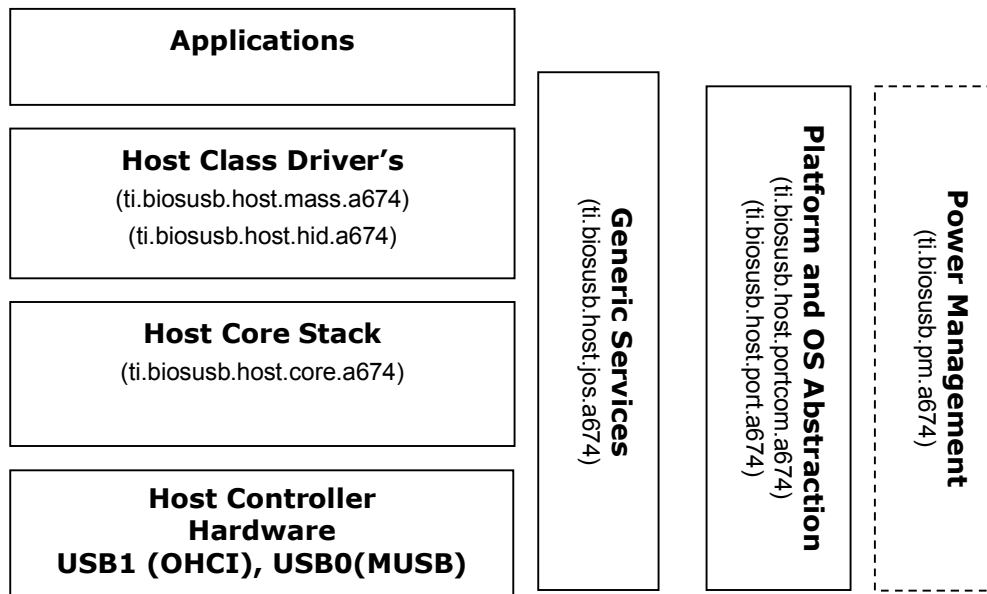 Applications
Host Class Driver’s
(ti.biosusb.host.mass.a674)
(ti.biosusb.host.hid.a674)
Host Core Stack
(ti.biosusb.host.core.a674)
Host Controller
Hardware
USB1 (OHCI), USB0(MUSB)
Generic Services
(ti.biosusb.host.jos.a674)
Platform and OS Abstraction
(ti.biosusb.host.portcom.a674)
(ti.biosusb.host.port.a674)
Power Management
(ti.biosusb.pm.a674)